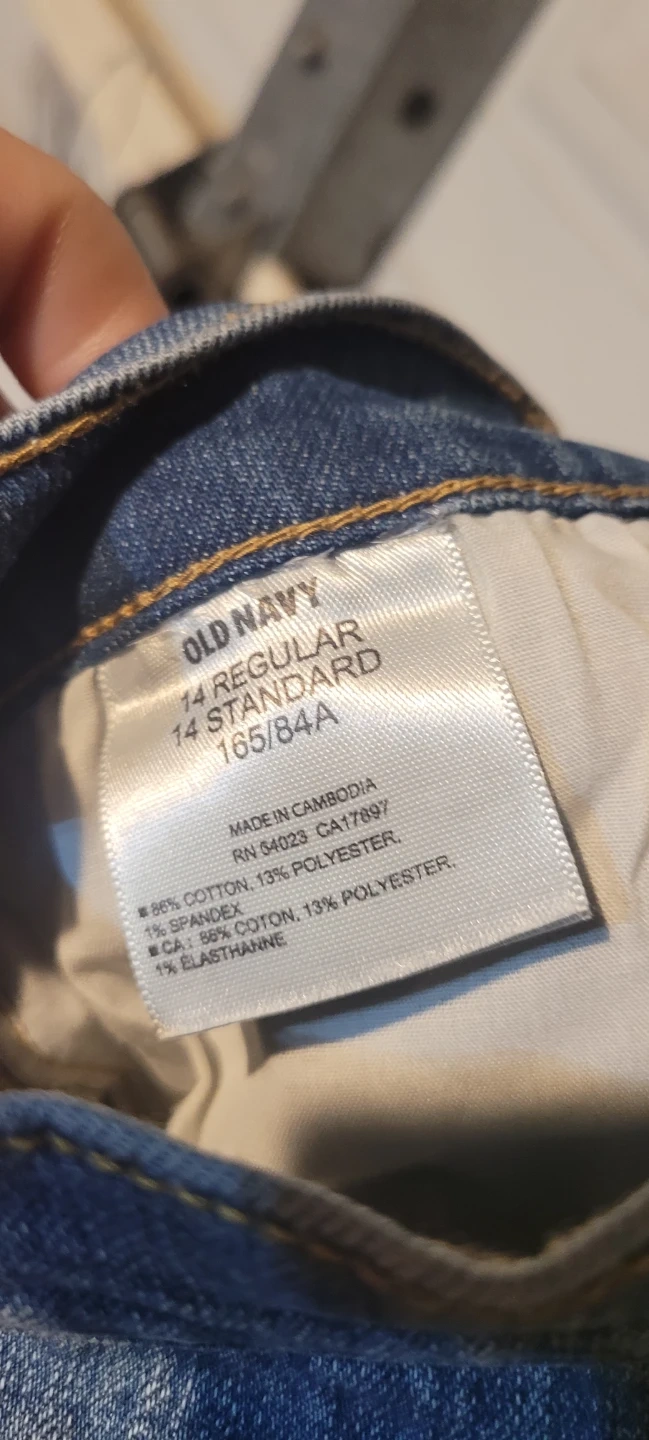 OLD NAVY
14 REGULAR
14 STANDARD
165/84A
MADE IN CAMBODIA
RN 54023 CA17897
■ 86% COTTON, 13% POLYESTER,
1% SPANDEX
■ CA : 86% COTON, 13% POLYESTER,
1% ÉLASTHANNE